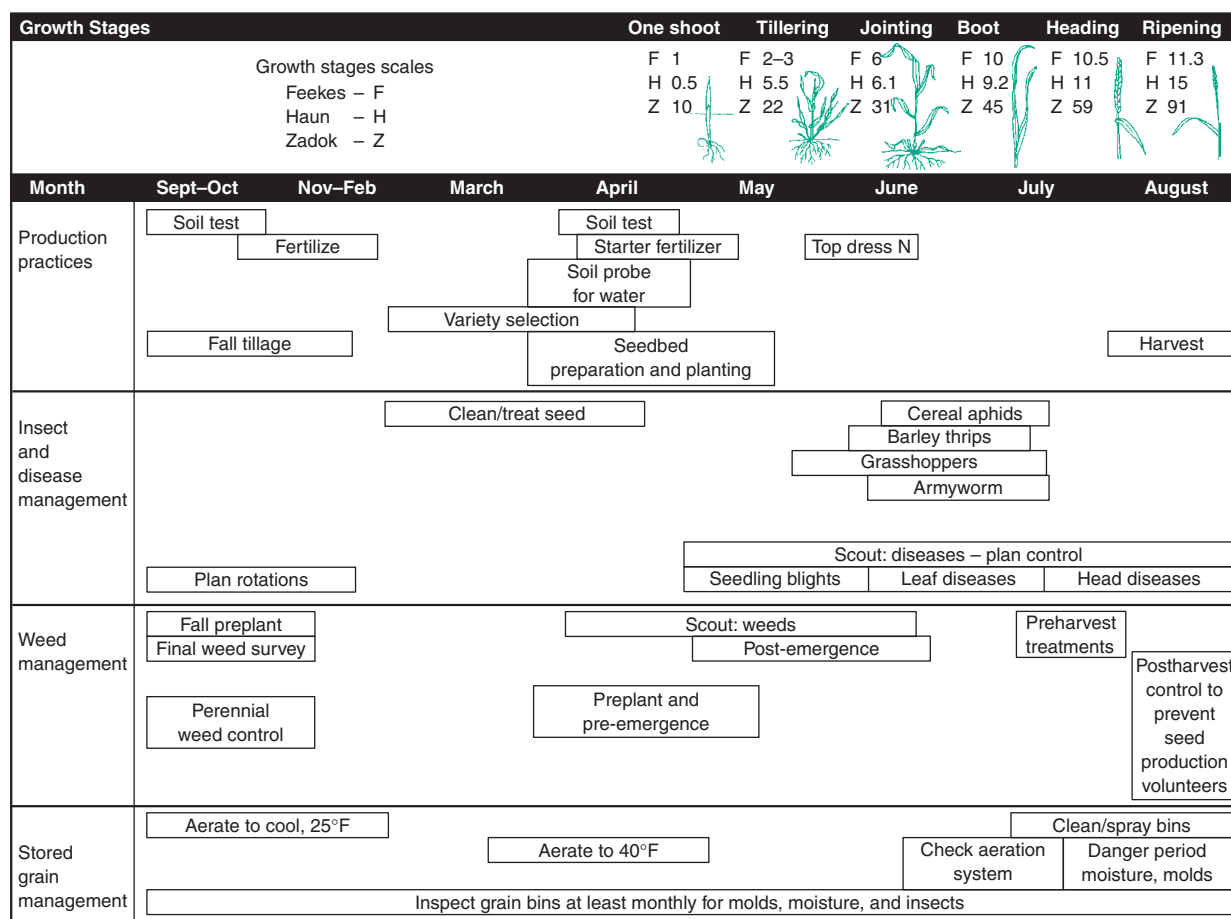 Growth Stages One shoot Tillering Jointing Boot Heading Ripening
Growth stages scales
Feekes – F
Haun – H
Zadok – Z
F 1 F 2–3 F 6 F 10 F 10.5 F 11.3
H 0.5 H 5.5 H 6.1 H 9.2 H 11 H 15
Z 10 Z 22 Z 31 Z 45 Z 59 Z 91
Month Sept–Oct Nov–Feb March April May June July August
Production
practices
Soil test Soil test
Fertilize Starter fertilizer Top dress N
Soil probe
for water
Variety selection
Fall tillage Seedbed
preparation and planting
Harvest
Insect
and
disease
management
Clean/treat seed Cereal aphids
Barley thrips
Grasshoppers
Armyworm
Scout: diseases – plan control
Plan rotations Seedling blights Leaf diseases Head diseases
Weed
management
Fall preplant Scout: weeds
Final weed survey Post-emergence
Preharvest
treatments
Postharvest
control to
prevent
seed
production
volunteers
Perennial
weed control
Preplant and
pre-emergence
Stored
grain
management
Aerate to cool, 25°F Clean/spray bins
Aerate to 40°F
Check aeration
system
Danger period
moisture, molds
Inspect grain bins at least monthly for molds, moisture, and insects